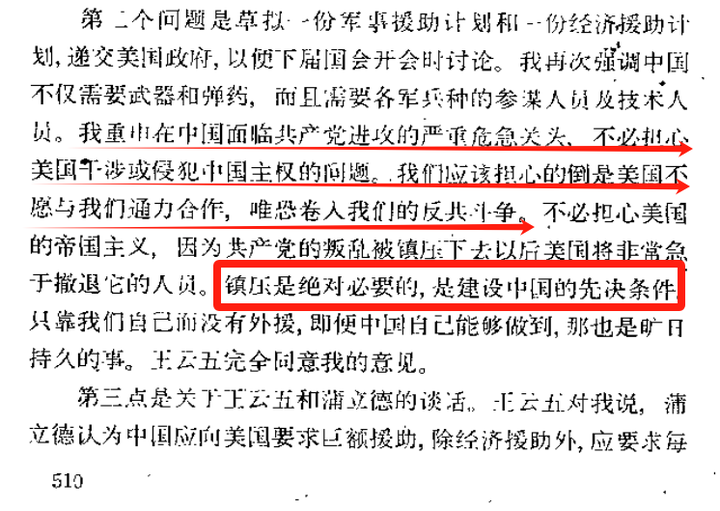 第二个问题是草拟一份军事援助计划和一份经济援助计
划,递交美国政府,以便下届国会开会时讨论。我再次强调中国
不仅需要武器和弹药,而且需要各军兵种的参谋人员及技术人
员。我重申在中国面临共产党进攻的严重危急关头,不必担心
美国干涉或侵犯中国主权的问题。我们应该担心的倒是美国不
愿与我们通力合作,唯恐卷入我们的反共斗争。不必担心美国
的帝国主义,因为共产党的叛乱被镇压下去以后美国将非常急
于撤退它的人员。镇压是绝对必要的,是建设中国的先决条件,
只靠我们自己而没有外援,即便中国自己能够做到,那也是旷日
持久的事。王云五完全同意我的意见。
第三点是关于王云五和蒲立德的谈话。王云五对我说,蒲
立德认为中国应向美国要求巨额援助,除经济援助外,应要求每
510